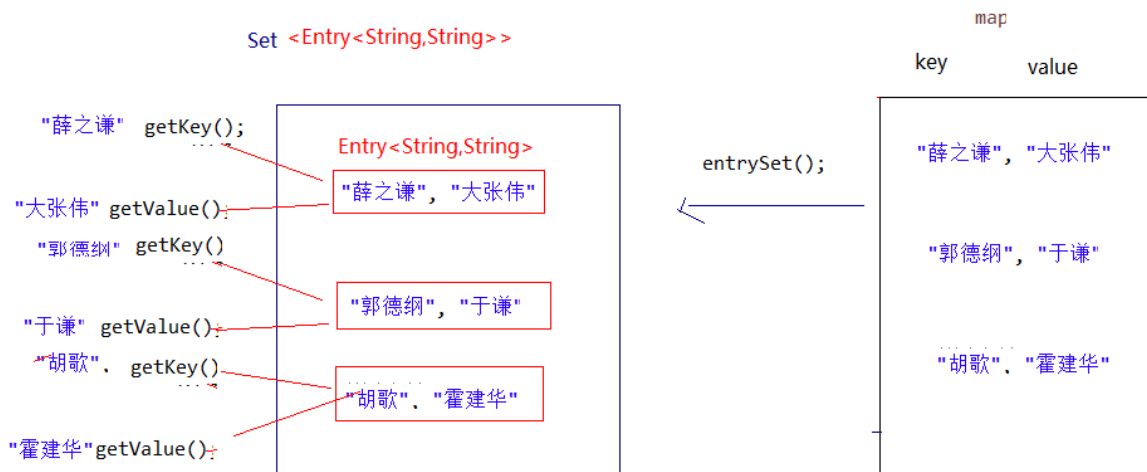 map
Set <Entry<String,String>>
key value
"薛之谦" getKey();
Entry<String,String>
"薛之谦", "大张伟"
entrySet();
"薛之谦", "大张伟"
"大张伟" getValue();
"郭德纲" getKey()
"郭德纲", "于谦"
"郭德纲", "于谦"
"于谦" getValue();
"胡歌". getKey()
"胡歌". "霍建华"
"胡歌". "霍建华"
"霍建华"getValue();